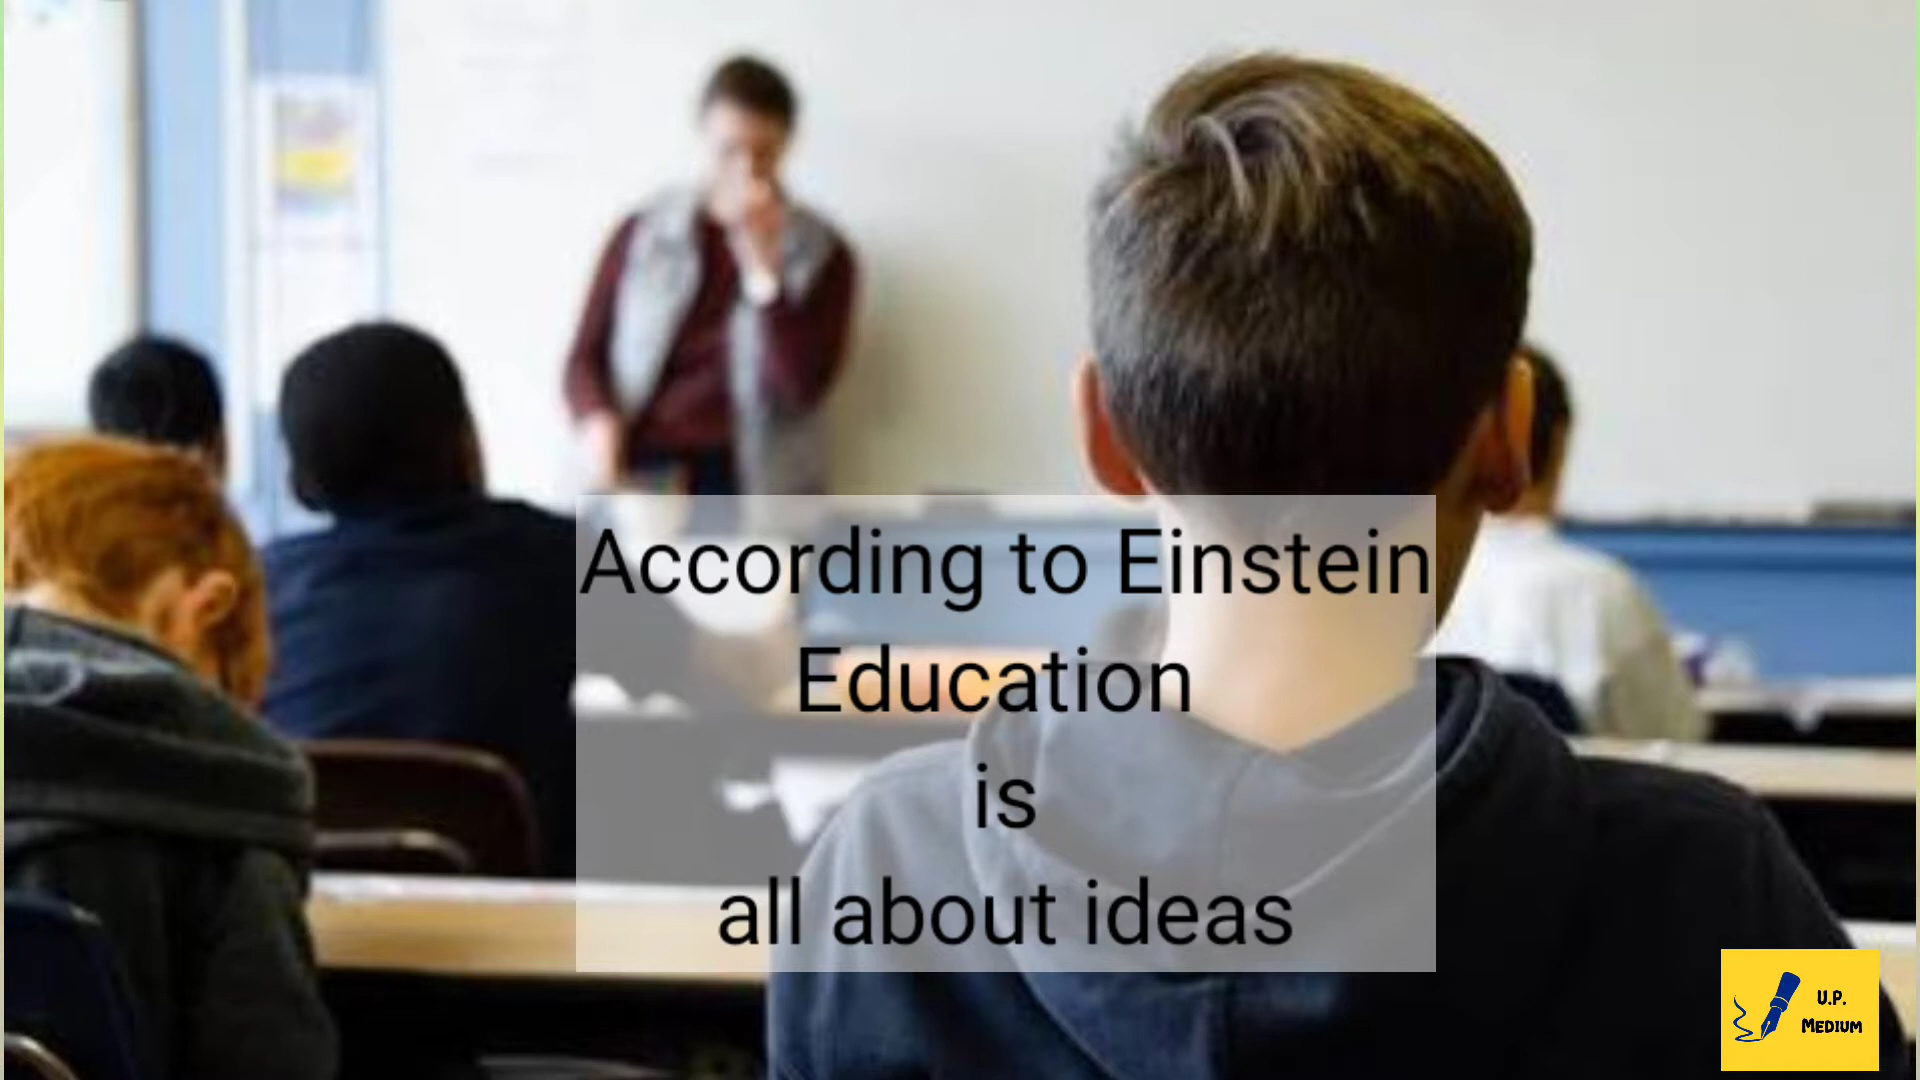 According to Einstein
Education
is
all about ideas
U.P.
MEDIUM